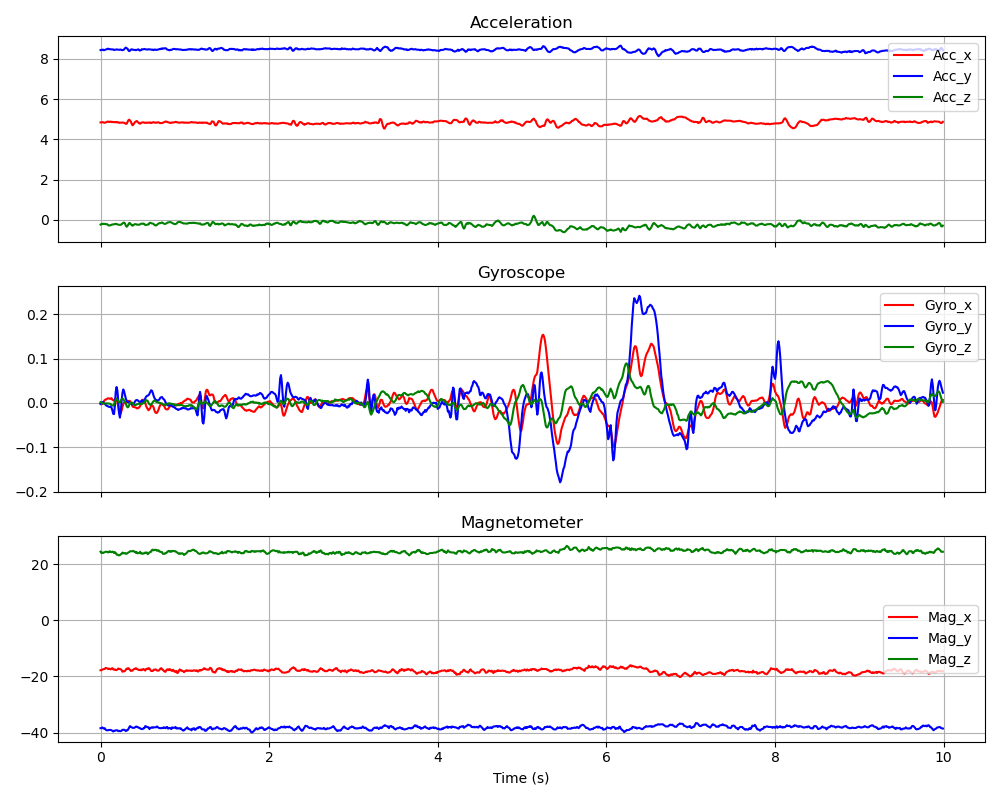 Acceleration
8
6
4
2
0
Acc_x
Acc_y
Acc_z
Gyroscope
0.2
0.1
0.0
−0.1
−0.2
Gyro_x
Gyro_y
Gyro_z
Magnetometer
20
0
−20
−40
Mag_x
Mag_y
Mag_z
0 2 4 6 8 10
Time (s)